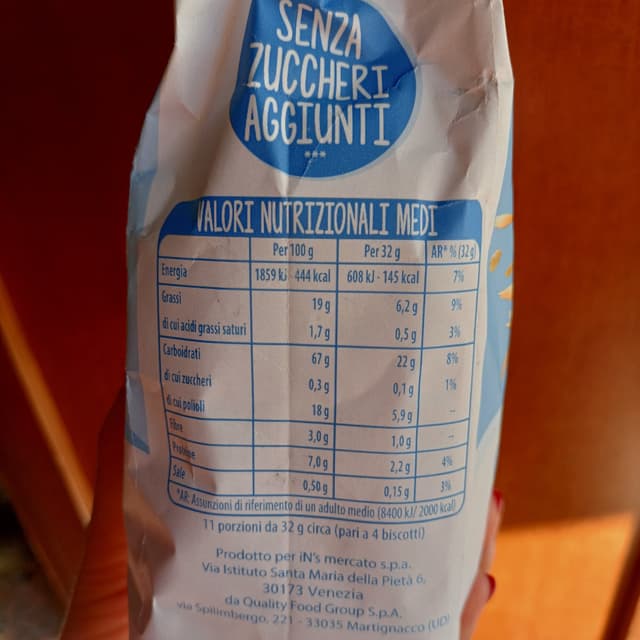 SENZA
ZUCCHERI
AGGIUNTI
***
VALORI NUTRIZIONALI MEDI
Per 100 g Per 32 g AR* % (32 g)
Energia 1859 kJ - 444 kcal 608 kJ - 145 kcal 7%
Grassi 19 g 6,2 g 9%
di cui acidi grassi saturi 1,7 g 0,5 g 3%
Carboidrati 67 g 22 g 8%
di cui zuccheri 0,3 g 0,1 g 1%
di cui polioli 18 g 5,9 g --
Fibre 3,0 g 1,0 g --
Proteine 7,0 g 2,2 g 4%
Sale 0,50 g 0,15 g 3%
*AR: Assunzioni di riferimento di un adulto medio (8400 kJ/ 2000 kcal)
11 porzioni da 32 g circa (pari a 4 biscotti)
Prodotto per iN's mercato s.p.a.
Via Istituto Santa Maria della Pietà 6,
30173 Venezia
da Quality Food Group S.p.A.
via Spilimbergo, 221 - 33035 Martignacco (UD)